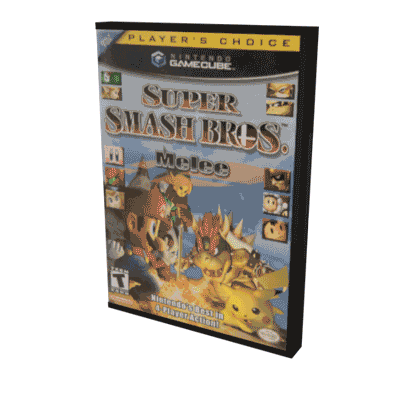 PLAYER'S CHOICE
NINTENDO
GAMECUBE
SUPER
SMASH BROS.
Melee
Nintendo's Best in
4-Player Action!
T